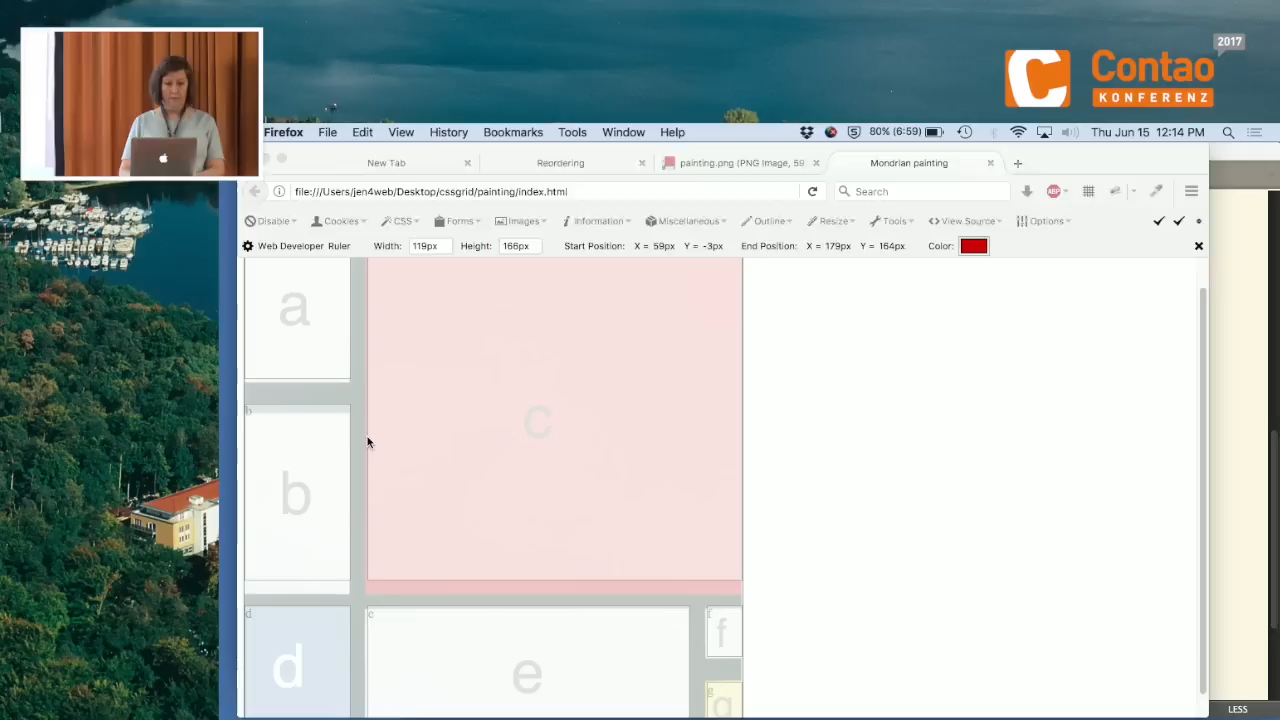 2017
Contao
KONFERENZ
Firefox File Edit View History Bookmarks Tools Window Help 80% (6:59) Thu Jun 15 12:14 PM
New Tab Reordering painting.png (PNG Image, 59 Mondrian painting
file:///Users/jen4web/Desktop/cssgrid/painting/index.html Search
Disable Cookies CSS Forms Images Information Miscellaneous Outline Resize Tools View Source Options
Web Developer Ruler Width: 119px Height: 166px Start Position: X = 59px Y = -3px End Position: X = 179px Y = 164px Color:
a
c
b
b
d e f
f
d e
g
g
LESS